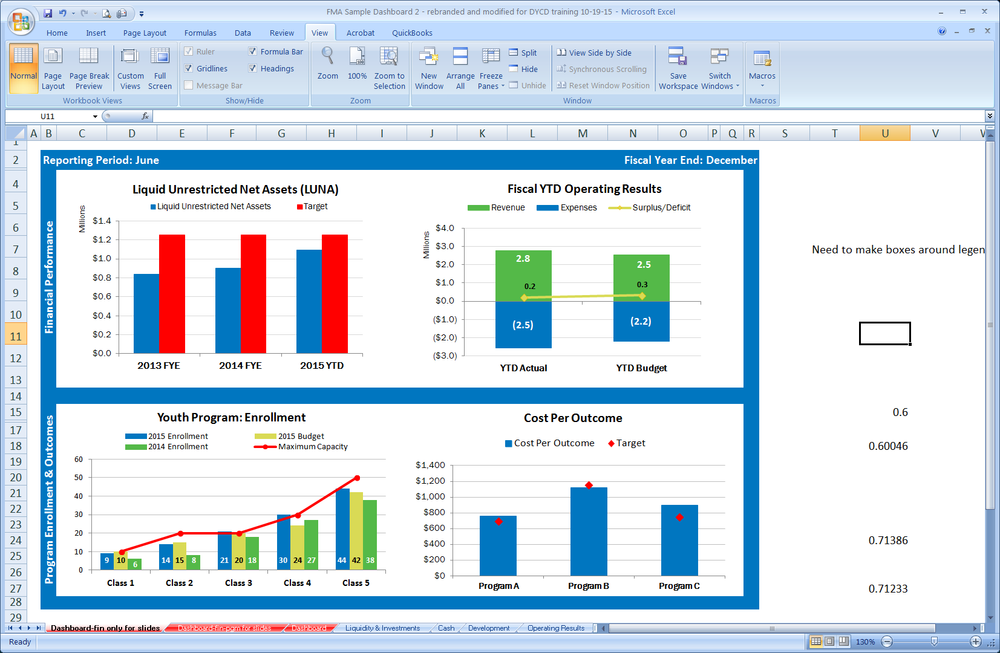 FMA Sample Dashboard 2 - rebranded and modified for DYCD training 10-19-15 - Microsoft Excel
Home Insert Page Layout Formulas Data Review View Acrobat QuickBooks
Normal Page Layout Page Break Preview Custom Views Full Screen
Workbook Views
Ruler Formula Bar
Gridlines Headings
Message Bar
Show/Hide
Zoom 100% Zoom to Selection
Zoom
New Window Arrange All Freeze Panes
Split
Hide
Unhide
View Side by Side
Synchronous Scrolling
Reset Window Position
Save Workspace Switch Windows
Window
Macros
Macros
U11 fx
A B C D E F G H I J K L M N O P Q R S T U V
1
2
4
5
6
7
8
9
10
11
12
13
14
15
17
18
19
20
21
22
23
24
25
26
27
28
29
Reporting Period: June Fiscal Year End: December
Financial Performance
Liquid Unrestricted Net Assets (LUNA)
Liquid Unrestricted Net Assets Target
Millions
$1.4
$1.2
$1.0
$0.8
$0.6
$0.4
$0.2
$0.0
2013 FYE 2014 FYE 2015 YTD
Fiscal YTD Operating Results
Revenue Expenses Surplus/Deficit
Millions
$4.0
$3.0
$2.0
$1.0
$0.0
($1.0)
($2.0)
($3.0)
2.8 2.5
0.2 0.3
(2.5) (2.2)
YTD Actual YTD Budget
Need to make boxes around legen
Program Enrollment & Outcomes
Youth Program: Enrollment
2015 Enrollment 2015 Budget
2014 Enrollment Maximum Capacity
60
50
40
30
20
10
0
9 10 6 14 15 8 21 20 18 30 24 27 44 42 38
Class 1 Class 2 Class 3 Class 4 Class 5
Cost Per Outcome
Cost Per Outcome Target
$1,400
$1,200
$1,000
$800
$600
$400
$200
$0
Program A Program B Program C
0.6
0.60046
0.71386
0.71233
Dashboard-fin only for slides Dashboard-fin-pgm for slides Dashboard Liquidity & Investments Cash Development Operating Results
Ready 130%